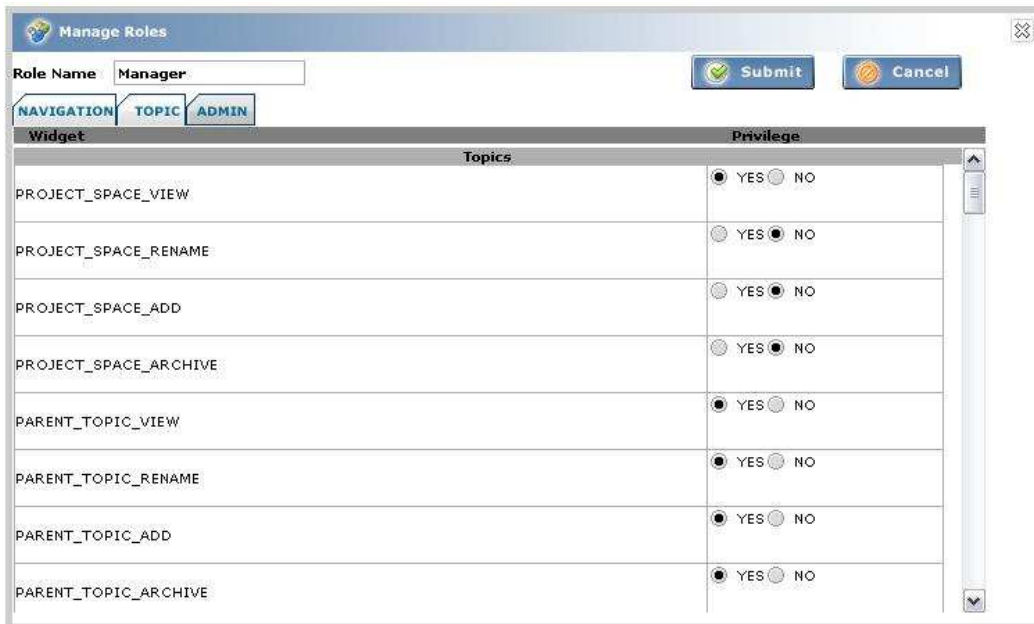 Manage Roles
Role Name Manager Submit Cancel
NAVIGATION TOPIC ADMIN
Widget Privilege
Topics
PROJECT_SPACE_VIEW YES NO
PROJECT_SPACE_RENAME YES NO
PROJECT_SPACE_ADD YES NO
PROJECT_SPACE_ARCHIVE YES NO
PARENT_TOPIC_VIEW YES NO
PARENT_TOPIC_RENAME YES NO
PARENT_TOPIC_ADD YES NO
PARENT_TOPIC_ARCHIVE YES NO